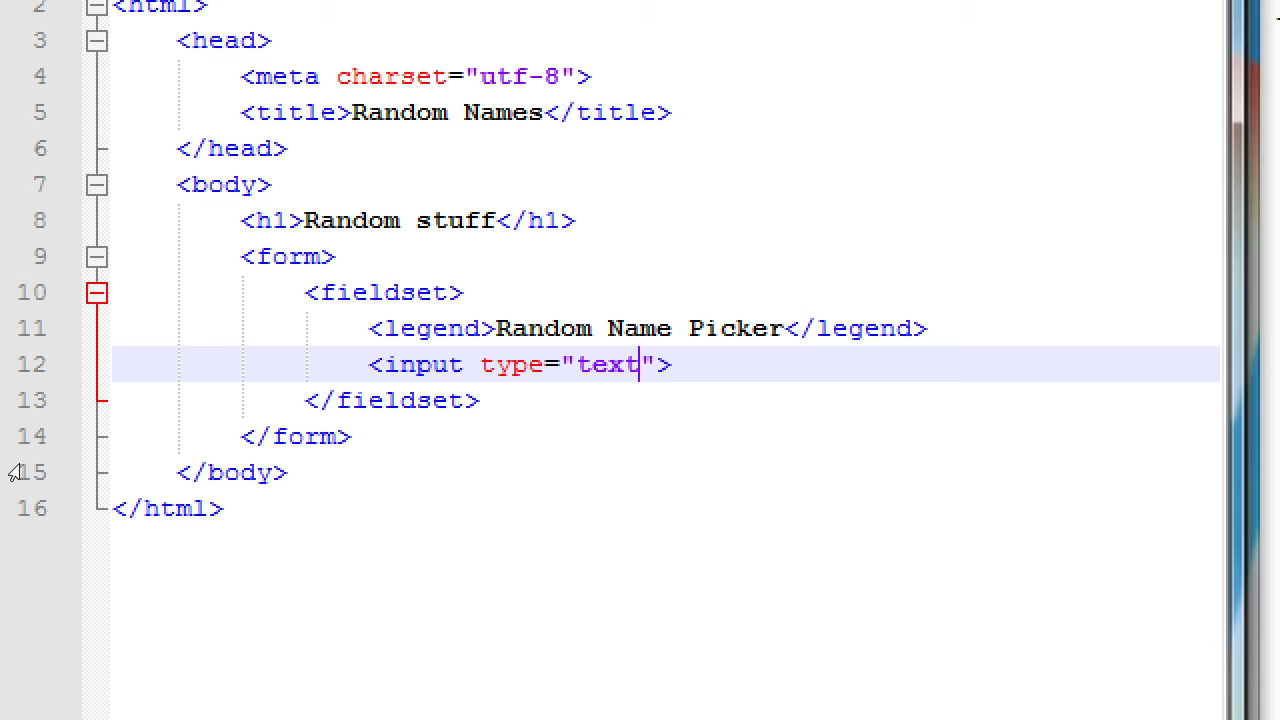 2 <html>
3 <head>
4 <meta charset="utf-8">
5 <title>Random Names</title>
6 </head>
7 <body>
8 <h1>Random stuff</h1>
9 <form>
10 <fieldset>
11 <legend>Random Name Picker</legend>
12 <input type="text">
13 </fieldset>
14 </form>
15 </body>
16 </html>